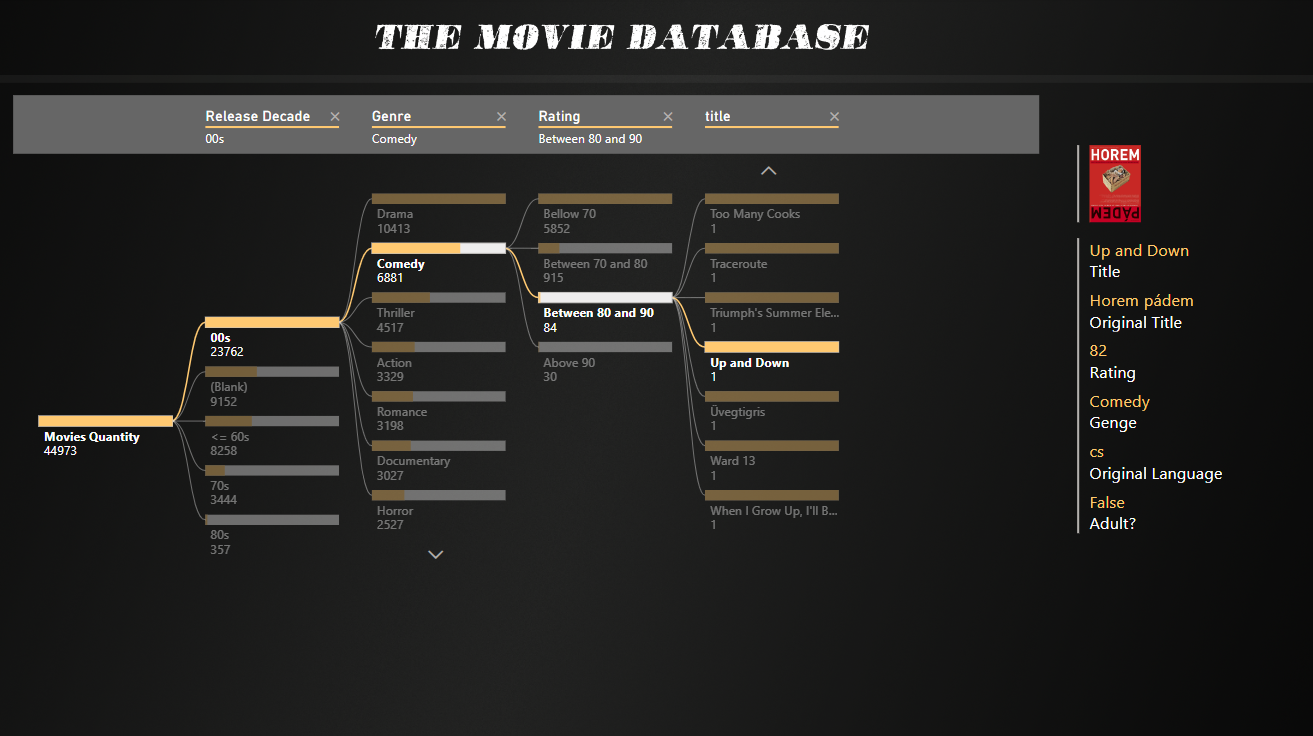 THE MOVIE DATABASE
Release Decade
00s
Genre
Comedy
Rating
Between 80 and 90
title
Movies Quantity
44973
00s
23762
(Blank)
9152
<= 60s
8258
70s
3444
80s
357
Drama
10413
Comedy
6881
Thriller
4517
Action
3329
Romance
3198
Documentary
3027
Horror
2527
Bellow 70
5852
Between 70 and 80
915
Between 80 and 90
84
Above 90
30
Too Many Cooks
1
Traceroute
1
Triumph's Summer Ele...
1
Up and Down
1
Üvegtigris
1
Ward 13
1
When I Grow Up, I'll B...
1
HOREM
PÁDEM
Up and Down
Title
Horem pádem
Original Title
82
Rating
Comedy
Genge
cs
Original Language
False
Adult?